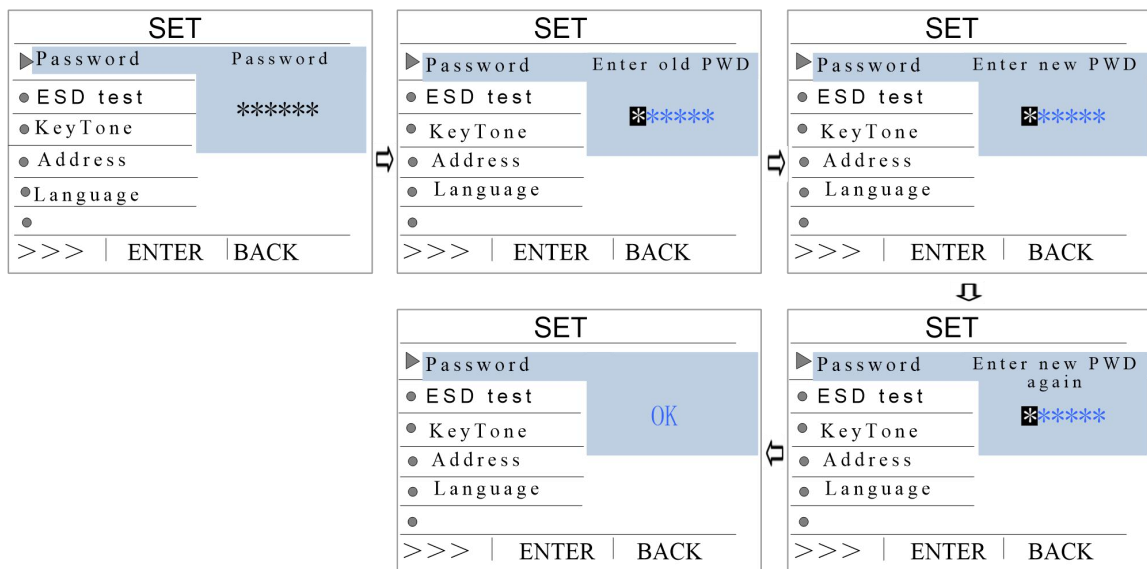 SET
Password Password
ESD test
******
KeyTone
Address
Language
>>> ENTER BACK
SET
Password Enter old PWD
ESD test
******
KeyTone
Address
Language
>>> ENTER BACK
SET
Password Enter new PWD
ESD test
******
KeyTone
Address
Language
>>> ENTER BACK
SET
Password Enter new PWD
again
ESD test
******
KeyTone
Address
Language
>>> ENTER BACK
SET
Password
ESD test
OK
KeyTone
Address
Language
>>> ENTER BACK